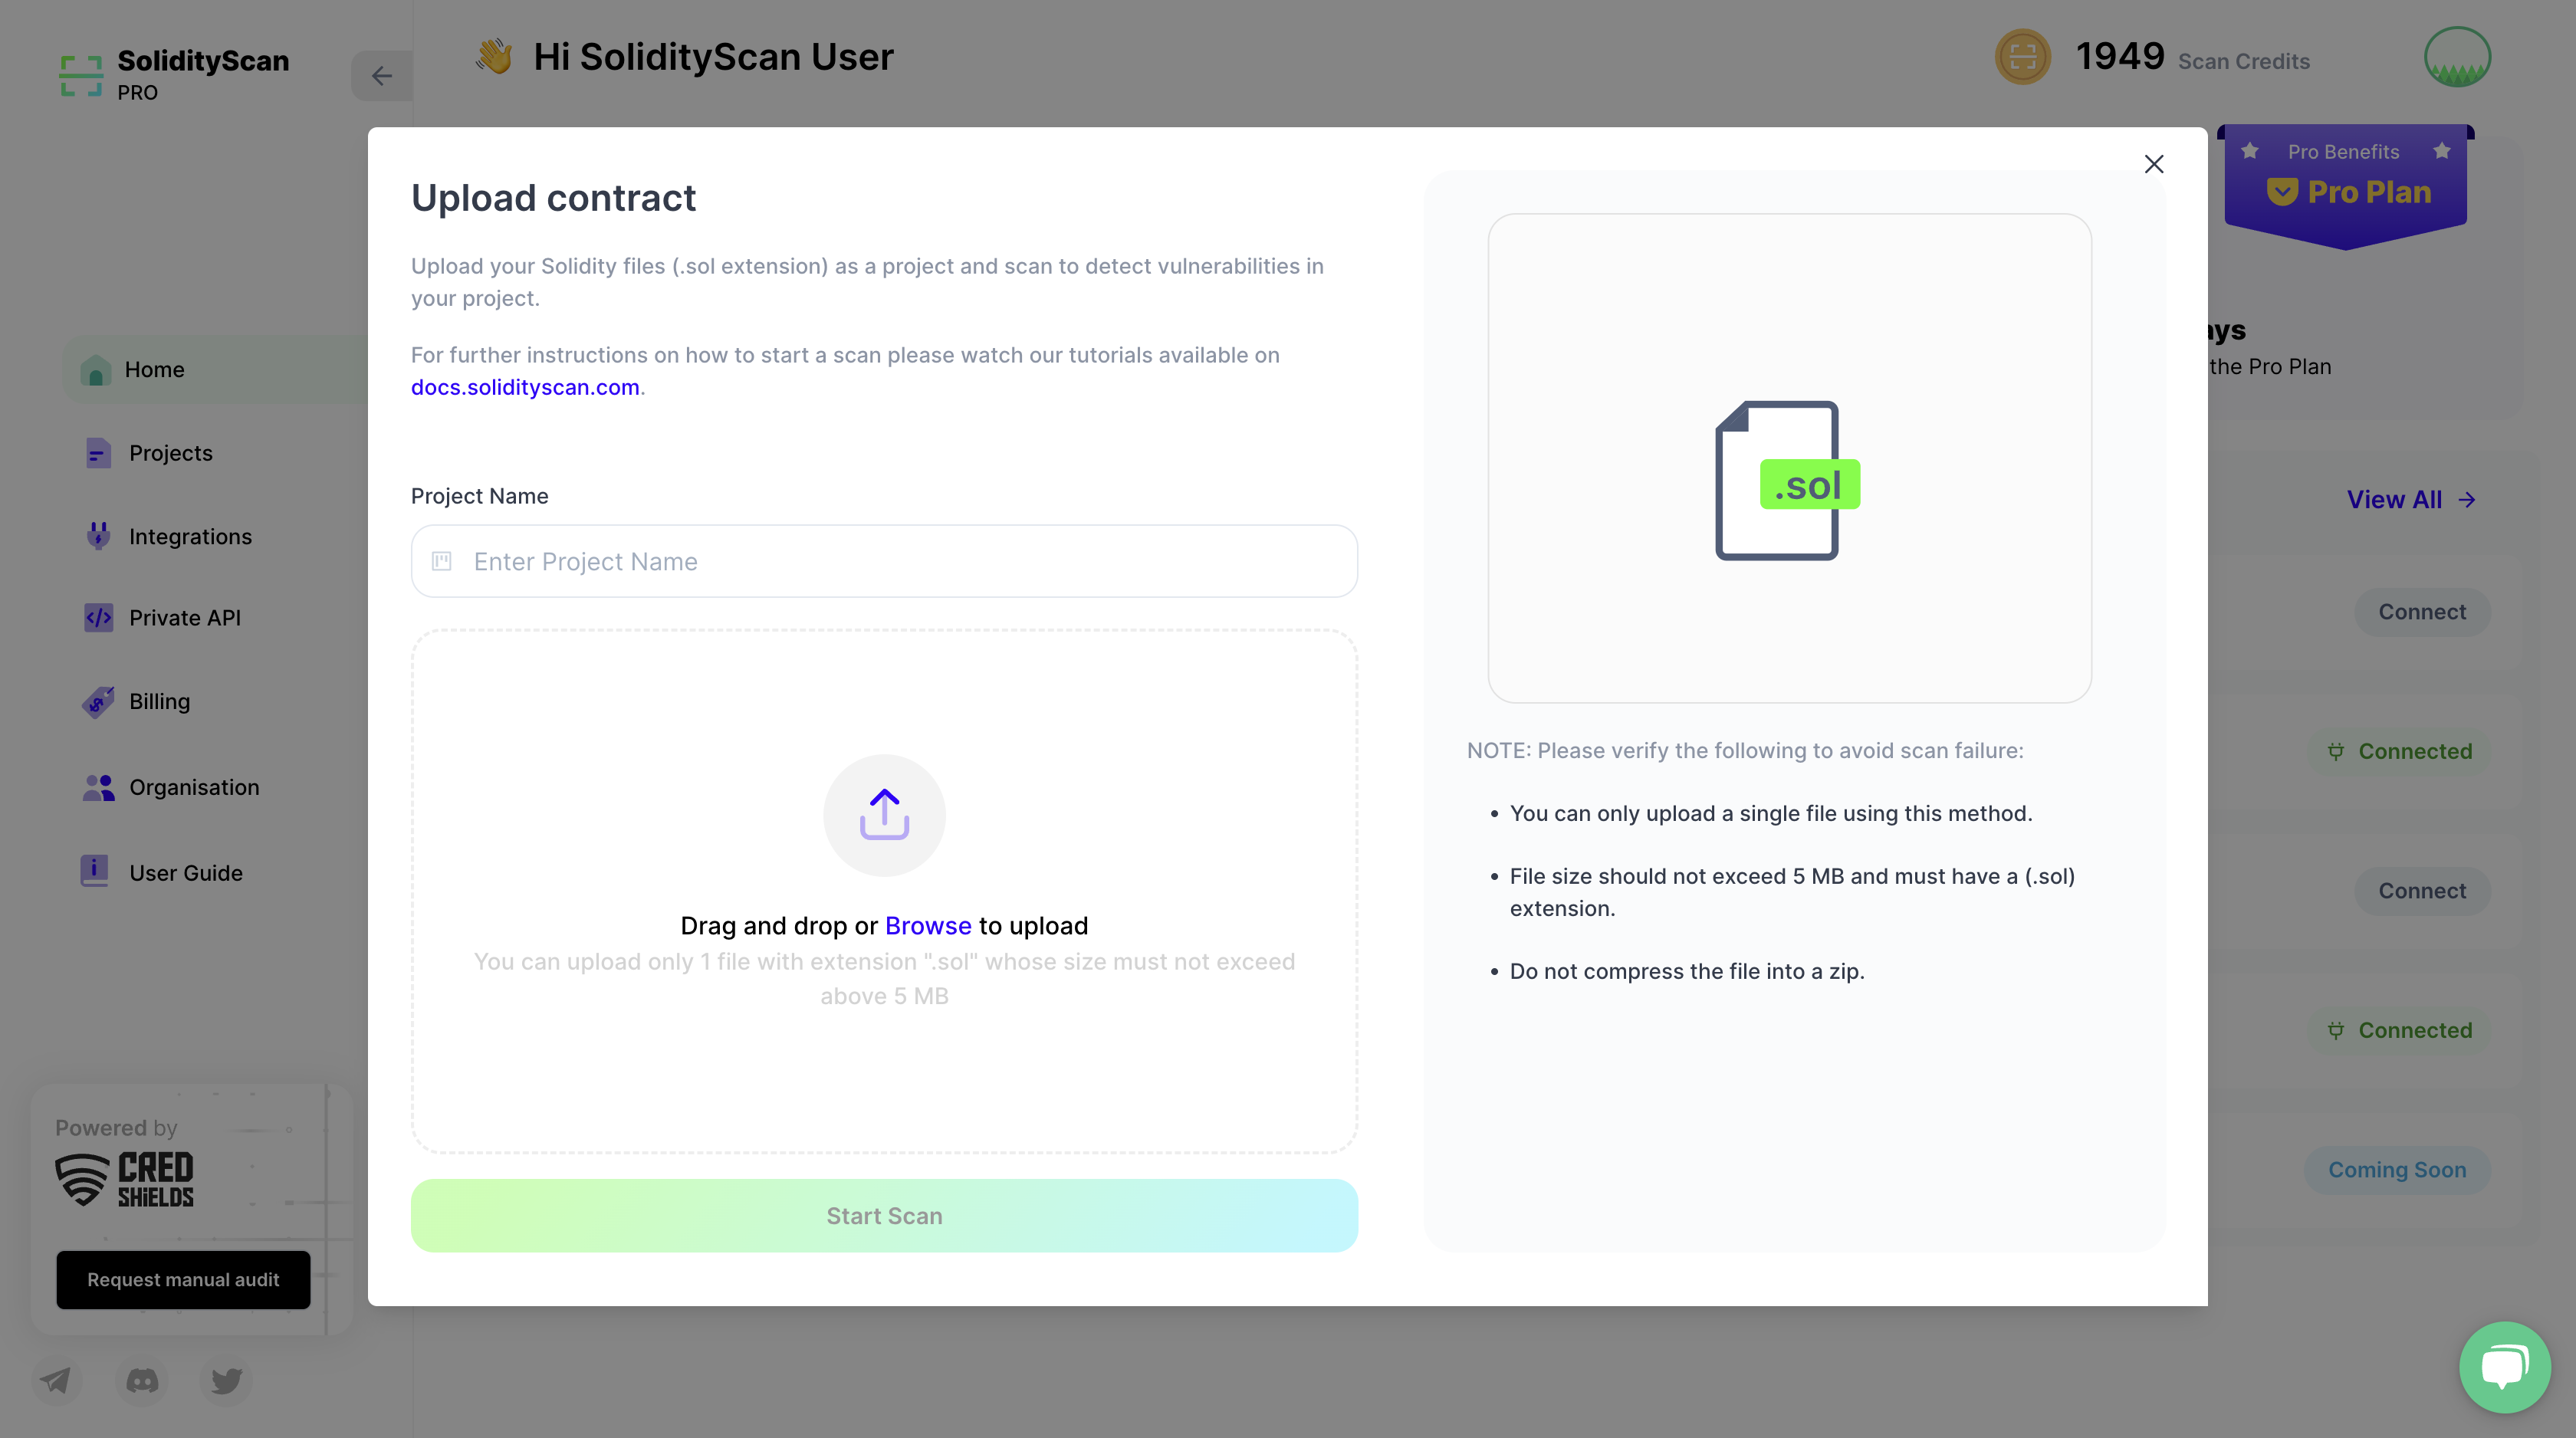 SolidityScan
PRO
Hi SolidityScan User
1949 Scan Credits
Pro Benefits
Pro Plan
the Pro Plan
Home
Projects
Integrations
Private API
Billing
Organisation
User Guide
Powered by
CRED
SHiELDS
Request manual audit
Upload contract
Upload your Solidity files (.sol extension) as a project and scan to detect vulnerabilities in
your project.
For further instructions on how to start a scan please watch our tutorials available on
docs.solidityscan.com.
Project Name
Enter Project Name
Drag and drop or Browse to upload
You can upload only 1 file with extension ".sol" whose size must not exceed
above 5 MB
Start Scan
.sol
NOTE: Please verify the following to avoid scan failure:
• You can only upload a single file using this method.
• File size should not exceed 5 MB and must have a (.sol)
extension.
• Do not compress the file into a zip.
View All
Connect
Connected
Connect
Connected
Coming Soon